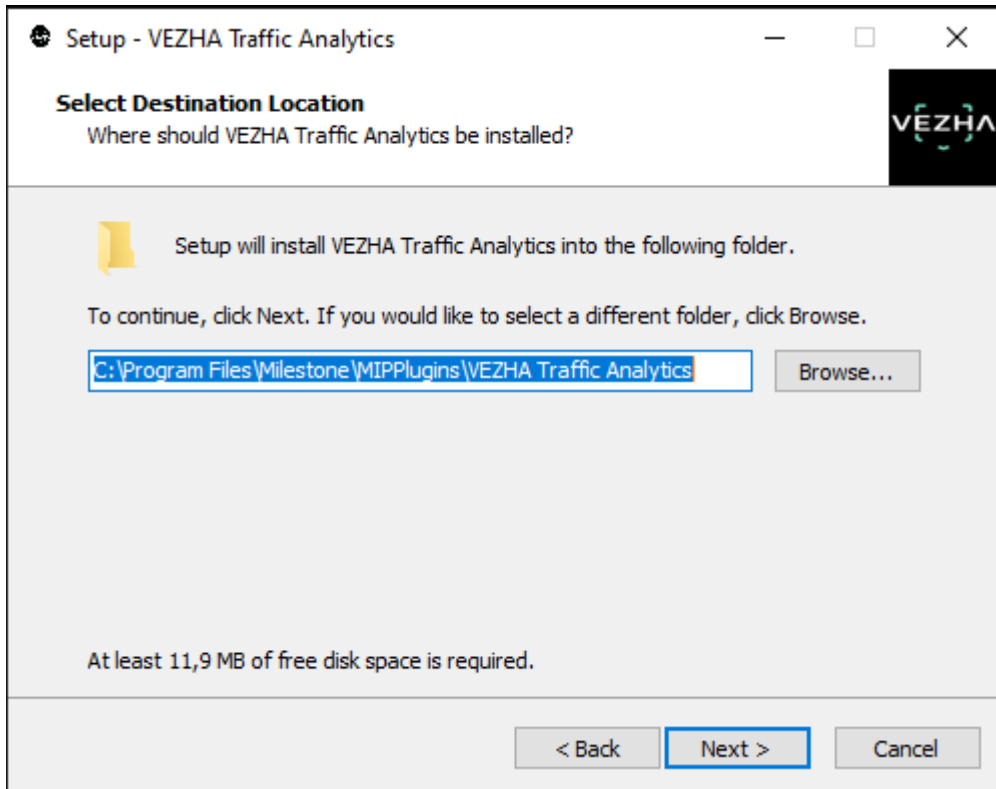 Setup - VEZHA Traffic Analytics
Select Destination Location
Where should VEZHA Traffic Analytics be installed?
VEZHA
Setup will install VEZHA Traffic Analytics into the following folder.
To continue, click Next. If you would like to select a different folder, click Browse.
C:\Program Files\Milestone\MIPPlugins\VEZHA Traffic Analytics
Browse...
At least 11,9 MB of free disk space is required.
< Back
Next >
Cancel